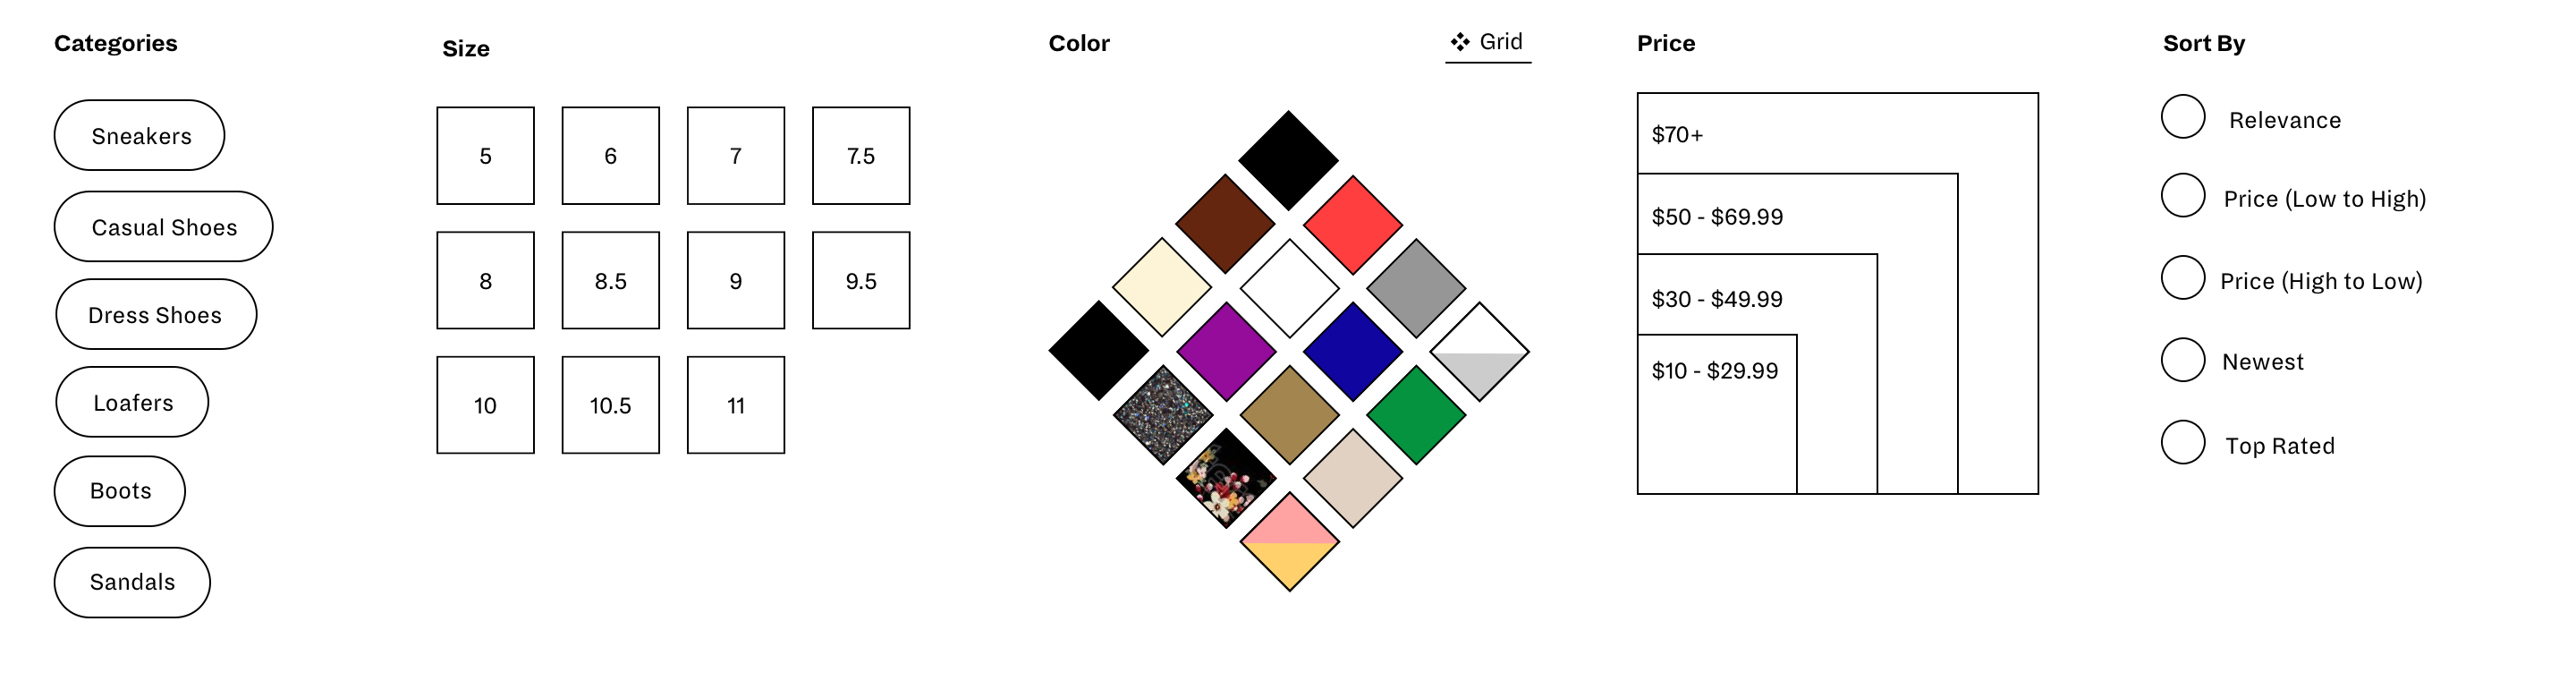 Categories
Sneakers
Casual Shoes
Dress Shoes
Loafers
Boots
Sandals
Size
5
6
7
7.5
8
8.5
9
9.5
10
10.5
11
Color
Grid
Price
$70+
$50 - $69.99
$30 - $49.99
$10 - $29.99
Sort By
Relevance
Price (Low to High)
Price (High to Low)
Newest
Top Rated